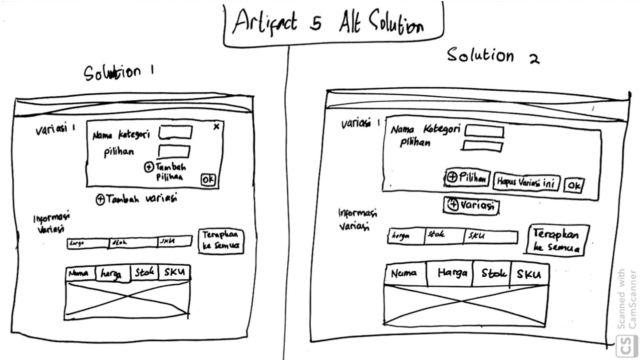 Artifact 5 Alt Solution
Solution 1
Variasi 1
Nama kategori
x
pilihan
+ Tambah
Pilihan
OK
+ Tambah variasi
Informasi
Variasi
harga Stok SKU
Terapkan
ke Semua
Nama harga Stok SKU
Solution 2
Variasi 1
Nama Kategori
pilihan
+ Pilihan
Hapus Variasi ini
OK
+ Variasi
Informasi
Variasi
harga Stok SKU
Terapkan
ke Semua
Nama Harga Stok SKU
CS
Scanned with
CamScanner